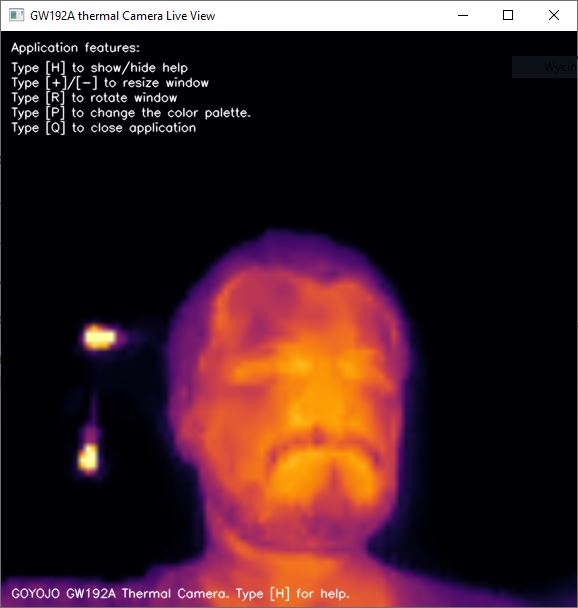 GW192A thermal Camera Live View
Application features:
Type [H] to show/hide help
Type [+]/[-] to resize window
Type [R] to rotate window
Type [P] to change the color palette.
Type [Q] to close application
Wycin
GOYOJO GW192A Thermal Camera. Type [H] for help.